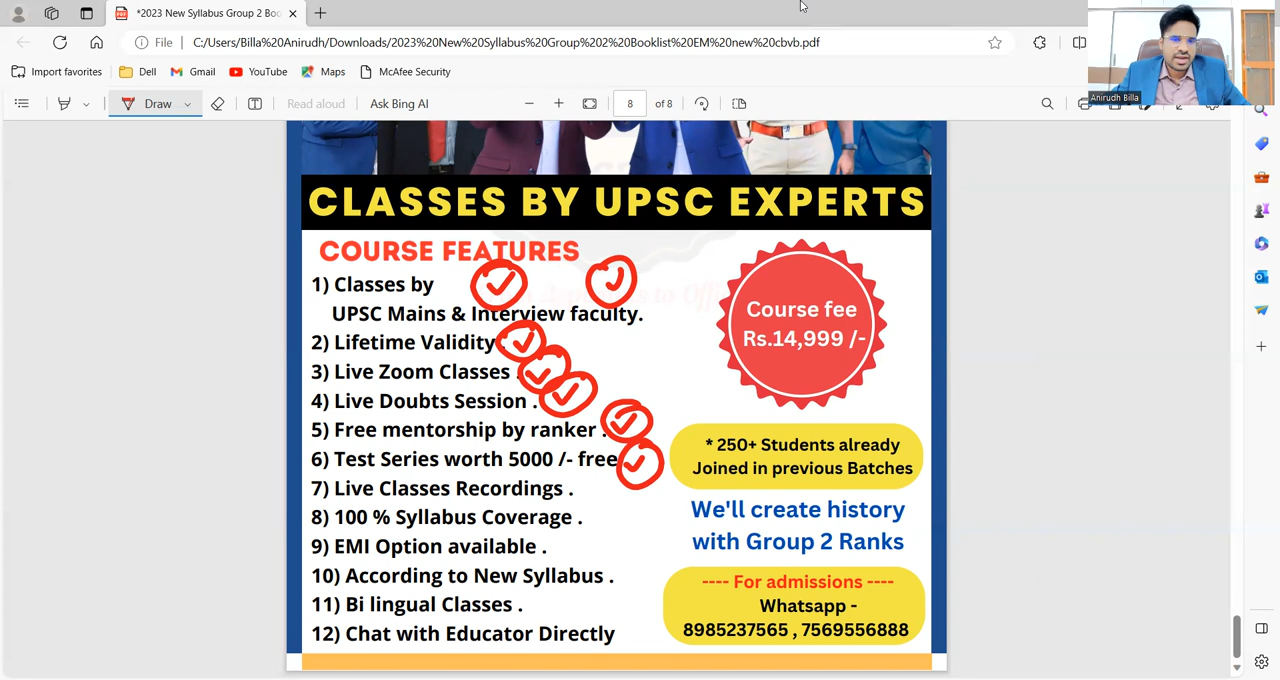 *2023 New Syllabus Group 2 Boo
File C:/Users/Billa%20Anirudh/Downloads/2023%20New%20Syllabus%20Group%202%20Booklist%20EM%20new%20cbvb.pdf
Import favorites Dell Gmail YouTube Maps McAfee Security
Draw Read aloud Ask Bing AI 8 of 8
Anirudh Billa
CLASSES BY UPSC EXPERTS
COURSE FEATURES
1) Classes by
UPSC Mains & Interview faculty.
2) Lifetime Validity
3) Live Zoom Classes .
4) Live Doubts Session .
5) Free mentorship by ranker .
6) Test Series worth 5000 /- free
7) Live Classes Recordings .
8) 100 % Syllabus Coverage .
9) EMI Option available .
10) According to New Syllabus .
11) Bi lingual Classes .
12) Chat with Educator Directly
Course fee
Rs.14,999 /-
* 250+ Students already
Joined in previous Batches
We'll create history
with Group 2 Ranks
---- For admissions ----
Whatsapp -
8985237565 , 7569556888